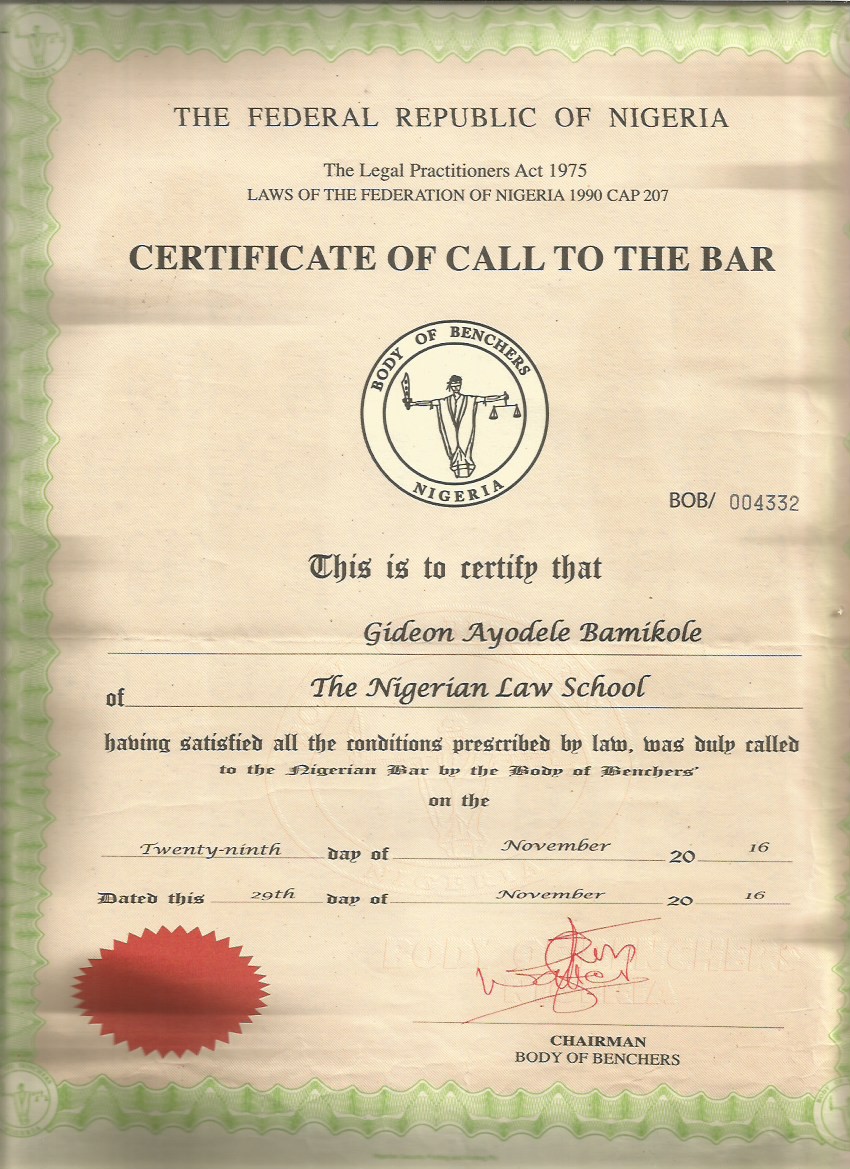 THE FEDERAL REPUBLIC OF NIGERIA
The Legal Practitioners Act 1975
LAWS OF THE FEDERATION OF NIGERIA 1990 CAP 207
CERTIFICATE OF CALL TO THE BAR
BODY OF BENCHERS
NIGERIA
BOB/ 004332
This is to certify that
Gideon Ayodele Bamikole
of The Nigerian Law School
having satisfied all the conditions prescribed by law, was duly called
to the Nigerian Bar by the Body of Benchers'
on the
Twenty-ninth day of November 20 16
Dated this 29th day of November 20 16
BODY OF BENCHERS
NIGERIA
CHAIRMAN
BODY OF BENCHERS